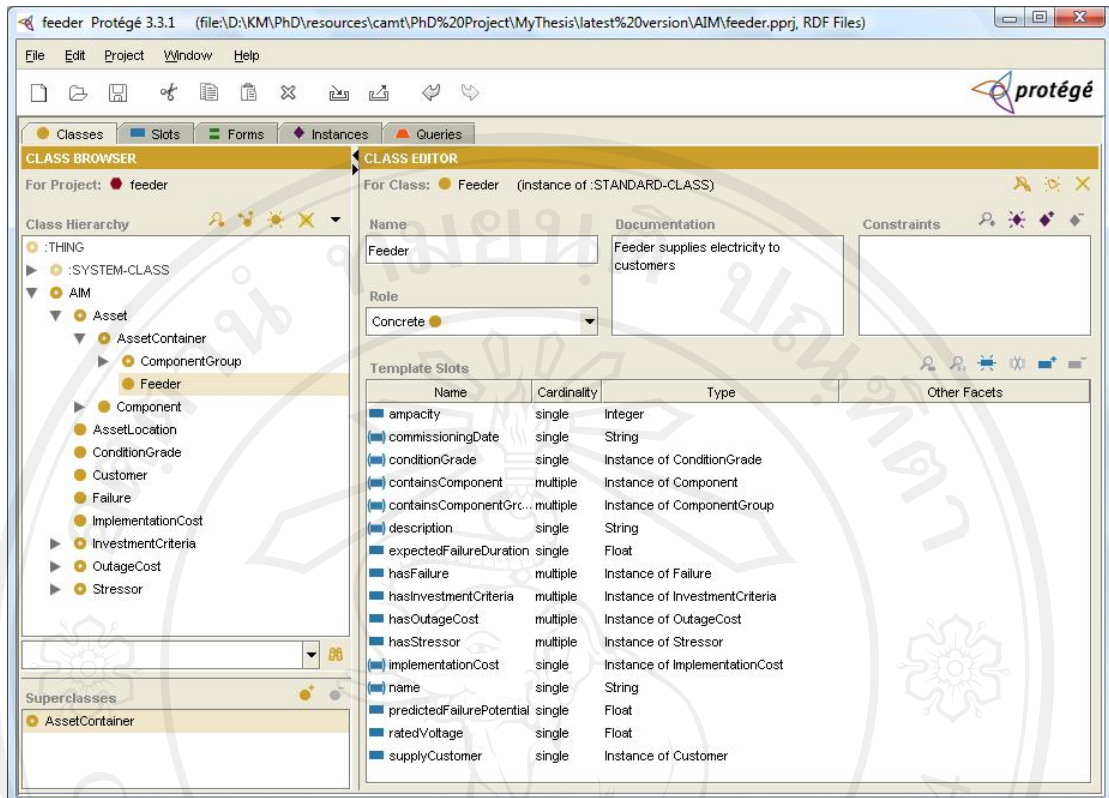 feeder Protégé 3.3.1 (file:\D:\KM\PhD\resources\camt\PhD%20Project\MyThesis\latest%20version\AIM\feeder.pprj, RDF Files)
File Edit Project Window Help
protégé
Classes Slots Forms Instances Queries
CLASS BROWSER
For Project: feeder
Class Hierarchy
:THING
:SYSTEM-CLASS
AIM
Asset
AssetContainer
ComponentGroup
Feeder
Component
AssetLocation
ConditionGrade
Customer
Failure
ImplementationCost
InvestmentCriteria
OutageCost
Stressor
Superclasses
AssetContainer
CLASS EDITOR
For Class: Feeder (instance of :STANDARD-CLASS)
Name
Feeder
Documentation
Feeder supplies electricity to
customers
Constraints
Role
Concrete
Template Slots
Name Cardinality Type Other Facets
ampacity single Integer
commissioningDate single String
conditionGrade single Instance of ConditionGrade
containsComponent multiple Instance of Component
containsComponentGrc... multiple Instance of ComponentGroup
description single String
expectedFailureDuration single Float
hasFailure multiple Instance of Failure
hasInvestmentCriteria multiple Instance of InvestmentCriteria
hasOutageCost multiple Instance of OutageCost
hasStressor multiple Instance of Stressor
implementationCost single Instance of ImplementationCost
name single String
predictedFailurePotential single Float
ratedVoltage single Float
supplyCustomer single Instance of Customer